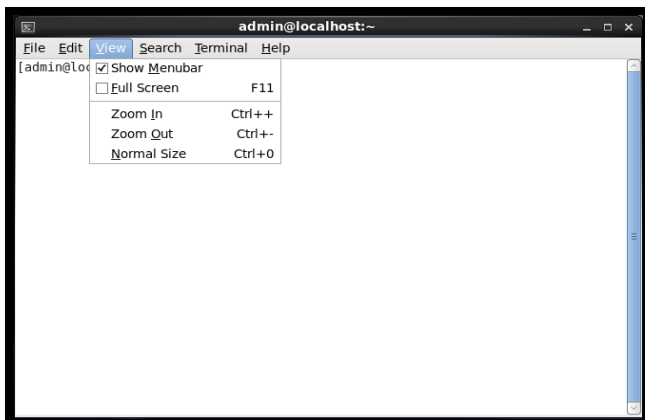 admin@localhost:~
File Edit View Search Terminal Help
[admin@loc
Show Menubar
Full Screen F11
Zoom In Ctrl++
Zoom Out Ctrl+-
Normal Size Ctrl+0